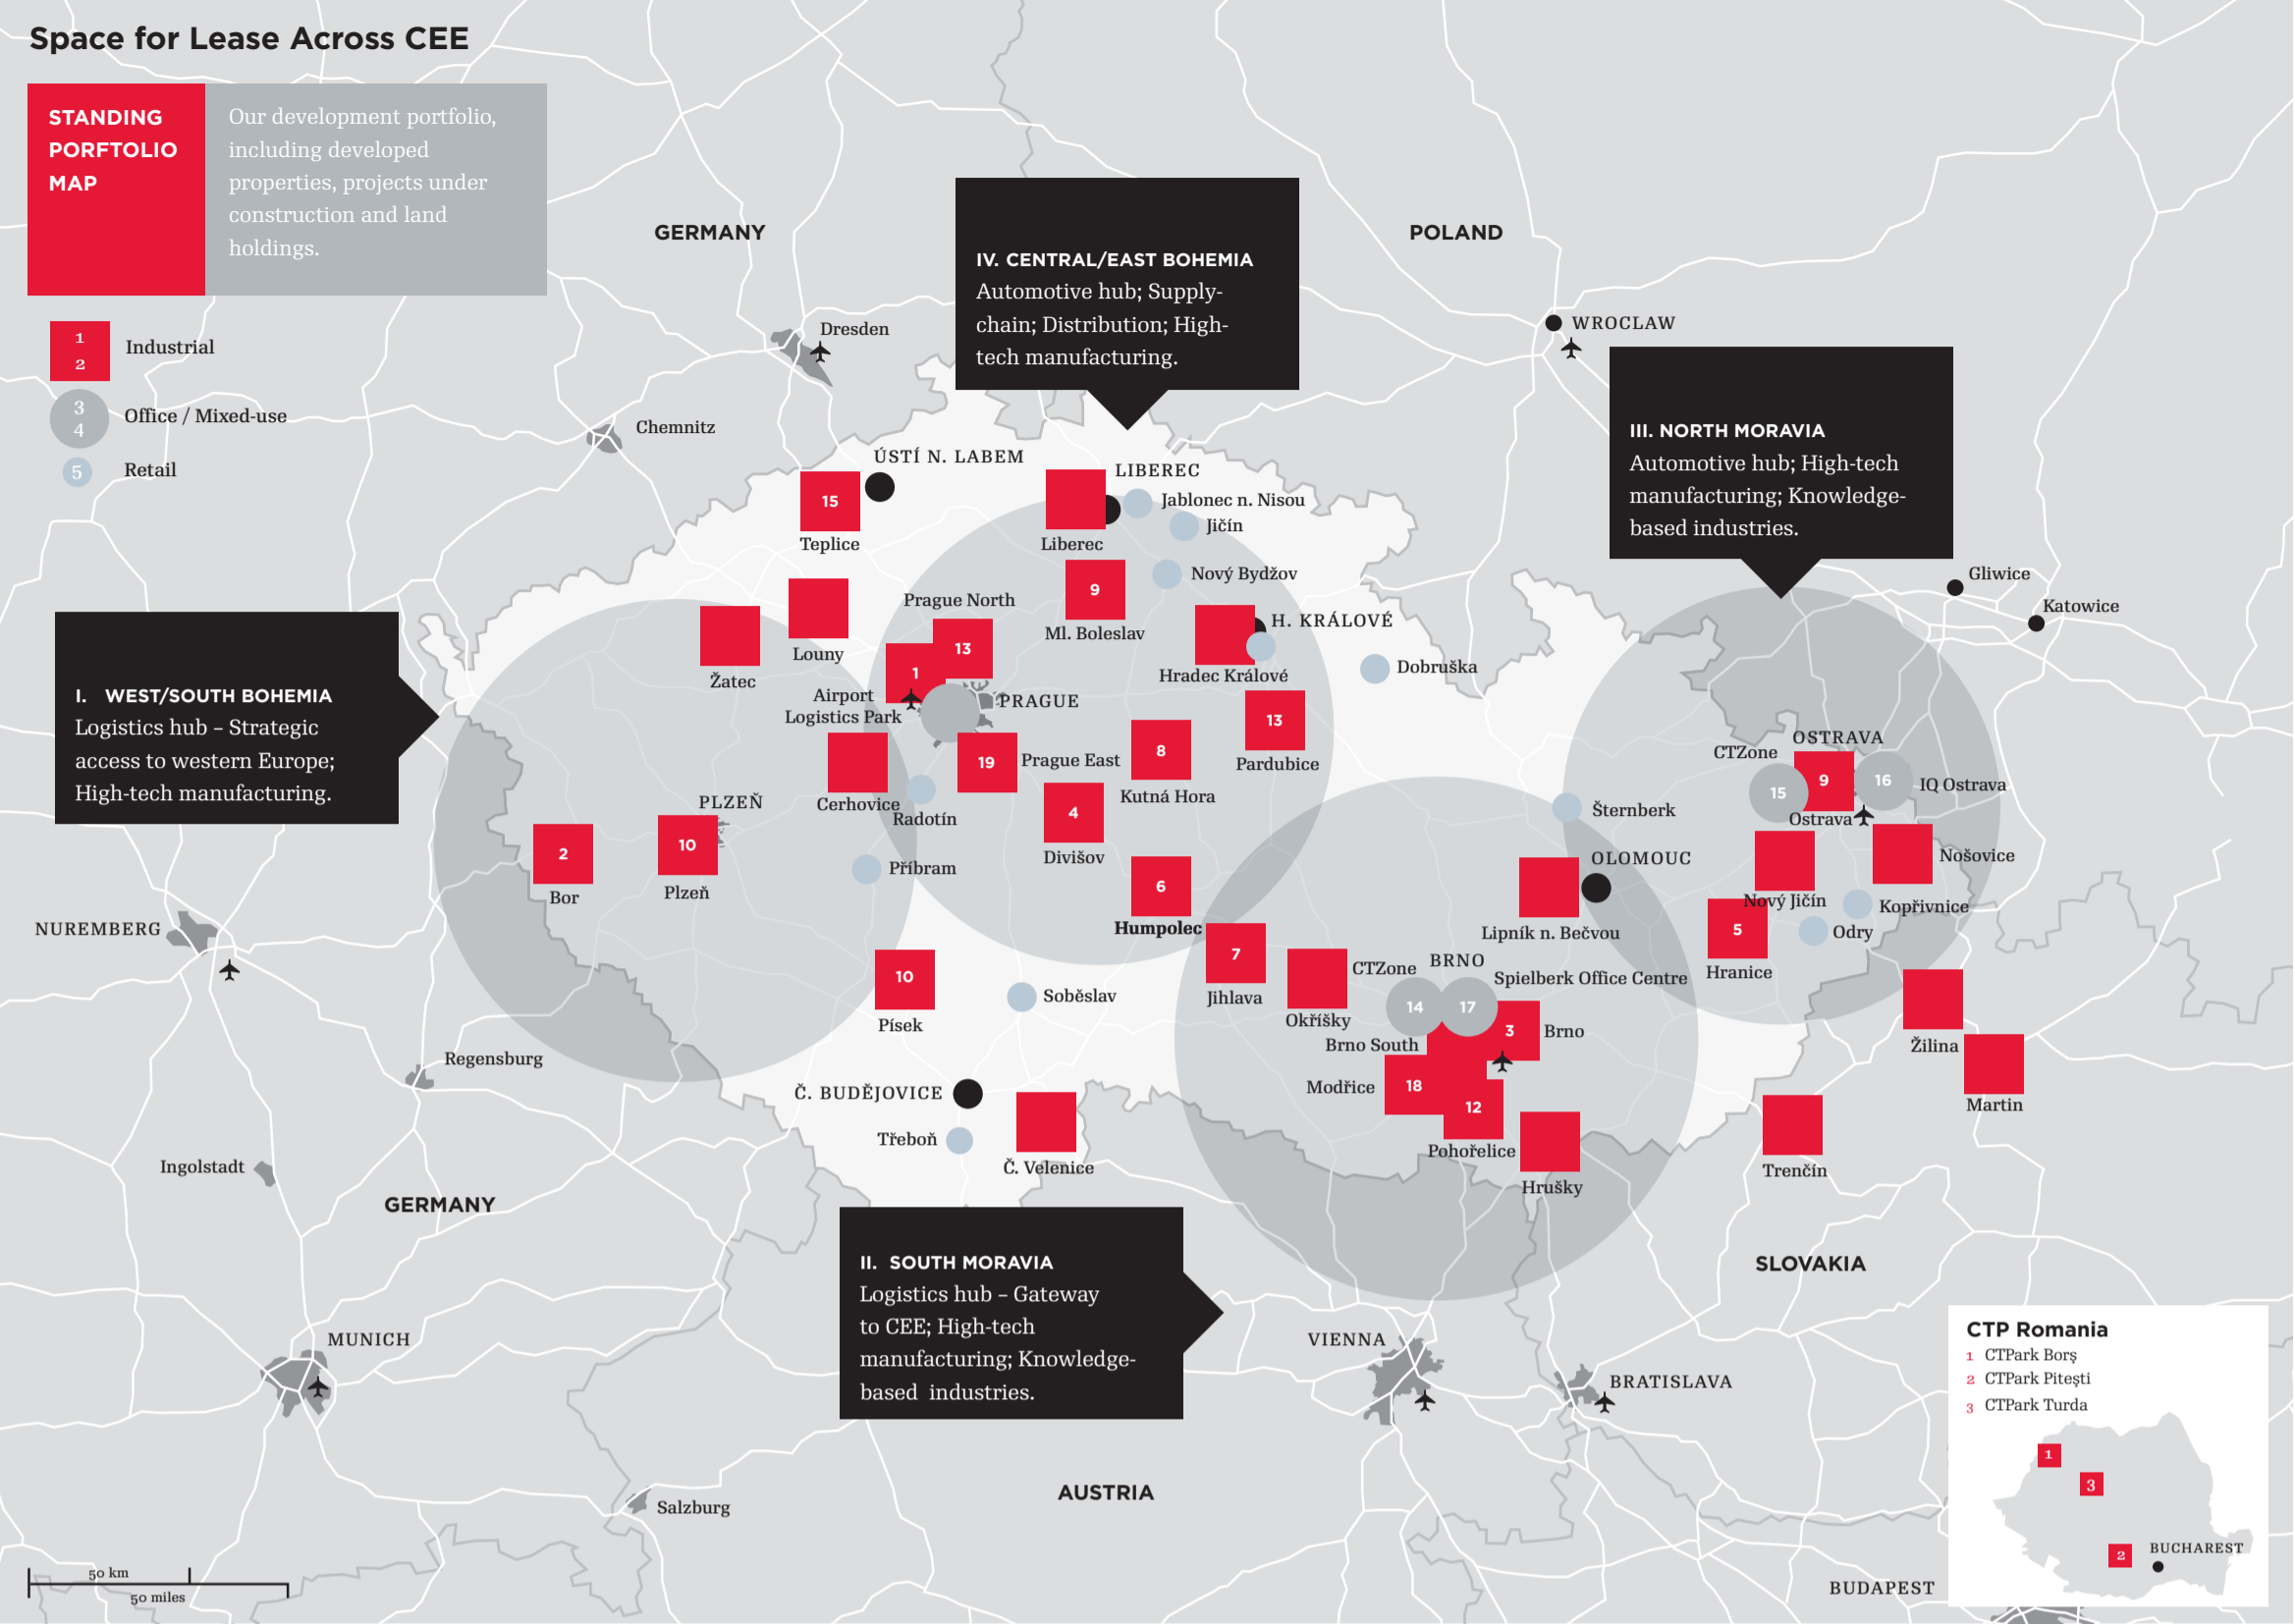 Space for Lease Across CEE
STANDING
PORFTOLIO
MAP
Our development portfolio,
including developed
properties, projects under
construction and land
holdings.
1
2
Industrial
3
4
Office / Mixed-use
5
Retail
GERMANY
POLAND
IV. CENTRAL/EAST BOHEMIA
Automotive hub; Supply-
chain; Distribution; High-
tech manufacturing.
Dresden
WROCLAW
III. NORTH MORAVIA
Automotive hub; High-tech
manufacturing; Knowledge-
based industries.
Chemnitz
ÚSTÍ N. LABEM
LIBEREC
15
Teplice
Liberec
Jablonec n. Nisou
Jičín
Nový Bydžov
9
Ml. Boleslav
Gliwice
Katowice
Prague North
13
1
Louny
Žatec
Airport
Logistics Park
PRAGUE
H. KRÁLOVÉ
Hradec Králové
Dobruška
I. WEST/SOUTH BOHEMIA
Logistics hub – Strategic
access to western Europe;
High-tech manufacturing.
13
Pardubice
8
Kutná Hora
19
Prague East
Cerhovice
Radotín
4
Divišov
PLZEŇ
10
Plzeň
2
Bor
Příbram
6
Humpolec
CTZone
OSTRAVA
15
9
16
IQ Ostrava
Ostrava
Šternberk
OLOMOUC
Lipník n. Bečvou
Nošovice
Nový Jičín
Kopřivnice
5
Odry
Hranice
NUREMBERG
10
Písek
Soběslav
7
Jihlava
Okříšky
CTZone
BRNO
Spielberk Office Centre
14
17
3
Brno
Brno South
Modřice
18
12
Pohořelice
Hrušky
Žilina
Martin
Trenčín
Regensburg
Č. BUDĚJOVICE
Třeboň
Č. Velenice
Ingolstadt
GERMANY
II. SOUTH MORAVIA
Logistics hub – Gateway
to CEE; High-tech
manufacturing; Knowledge-
based industries.
SLOVAKIA
MUNICH
VIENNA
BRATISLAVA
Salzburg
AUSTRIA
BUDAPEST
CTP Romania
1 CTPark Borş
2 CTPark Piteşti
3 CTPark Turda
1
3
2
BUCHAREST
50 km
50 miles